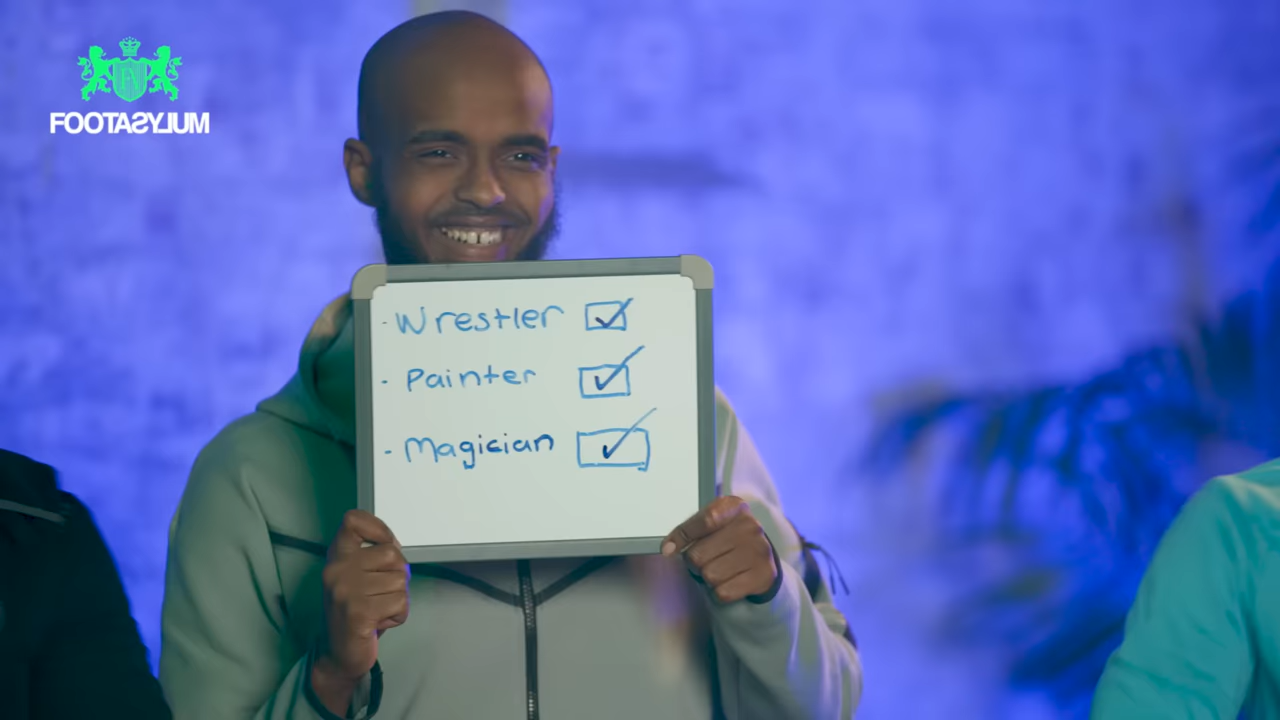 FOOTASYLUM
- Wrestler ☑
- Painter ☑
- Magician ☑